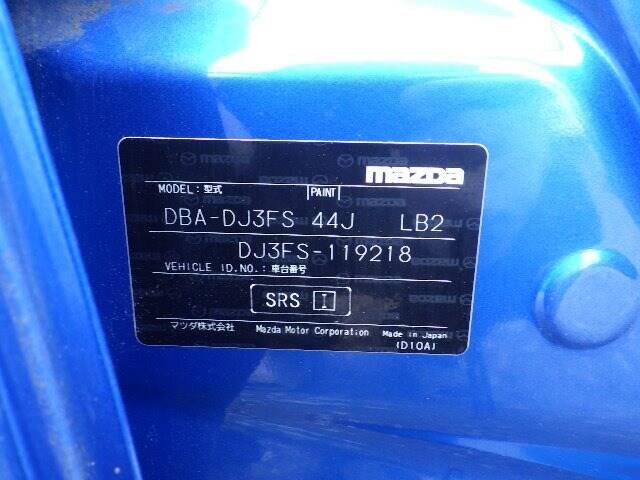 mazda
MODEL:型式 PAINT
DBA-DJ3FS 44J LB2
DJ3FS-119218
VEHICLE ID.NO.:車台番号
SRS I
マツダ株式会社 Mazda Motor Corporation Made in Japan
(D10A)